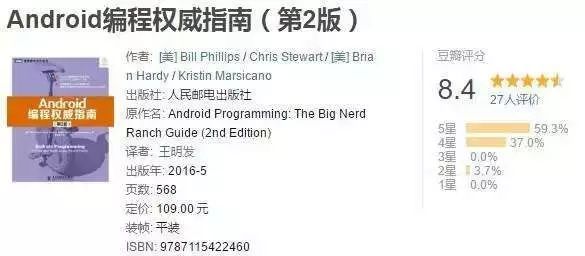 Android编程权威指南（第2版）
作者: [美] Bill Phillips / Chris Stewart / [美] Bria
n Hardy / Kristin Marsicano
出版社: 人民邮电出版社
原作名: Android Programming: The Big Nerd
Ranch Guide (2nd Edition)
译者: 王明发
出版年: 2016-5
页数: 568
定价: 109.00 元
装帧: 平装
ISBN: 9787115422460
豆瓣评分
8.4
27人评价
5星 59.3%
4星 37.0%
3星 0.0%
2星 3.7%
1星 0.0%
Android
编程权威指南
Android Programming